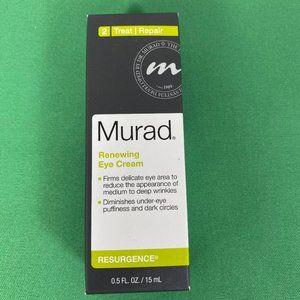 2 Treat | Repair
m
Murad®
Renewing
Eye Cream
• Firms delicate eye area to
reduce the appearance of
medium to deep wrinkles
• Diminishes under-eye
puffiness and dark circles
RESURGENCE®
0.5 FL. OZ. / 15 mL